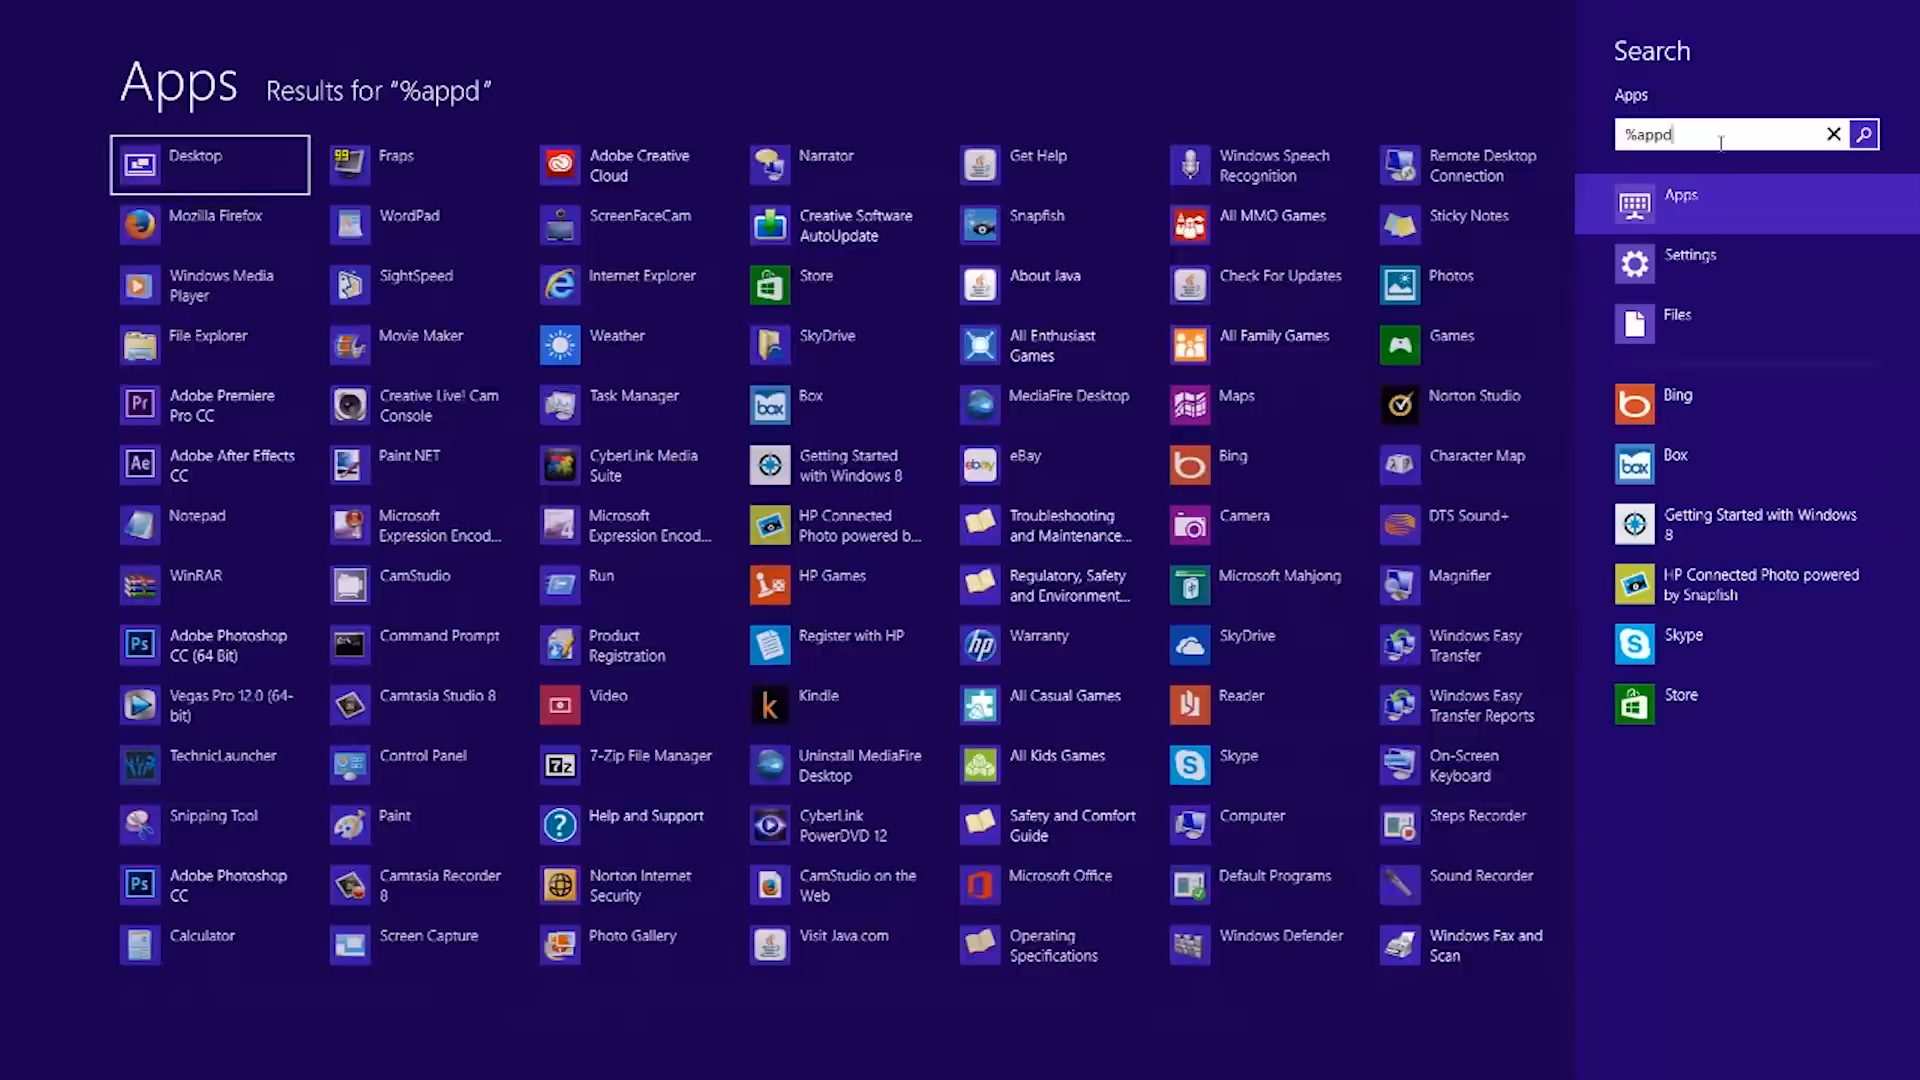 Apps Results for "%appd"
Desktop
Mozilla Firefox
Windows Media
Player
File Explorer
Adobe Premiere
Pro CC
Adobe After Effects
CC
Notepad
WinRAR
Adobe Photoshop
CC (64 Bit)
Vegas Pro 12.0 (64-
bit)
TechnicLauncher
Snipping Tool
Adobe Photoshop
CC
Calculator
99
Fraps
WordPad
SightSpeed
Movie Maker
Creative Live! Cam
Console
Paint.NET
Microsoft
Expression Encod...
CamStudio
Command Prompt
Camtasia Studio 8
Control Panel
Paint
Camtasia Recorder
8
Screen Capture
Adobe Creative
Cloud
ScreenFaceCam
Internet Explorer
Weather
Task Manager
CyberLink Media
Suite
Microsoft
Expression Encod...
Run
Product
Registration
Video
7-Zip File Manager
Help and Support
Norton Internet
Security
Photo Gallery
Narrator
Creative Software
AutoUpdate
Store
SkyDrive
Box
Getting Started
with Windows 8
HP Connected
Photo powered b...
HP Games
Register with HP
Kindle
Uninstall MediaFire
Desktop
CyberLink
PowerDVD 12
CamStudio on the
Web
Visit Java.com
Get Help
Snapfish
About Java
All Enthusiast
Games
MediaFire Desktop
eBay
Troubleshooting
and Maintenance...
Regulatory, Safety
and Environment...
Warranty
All Casual Games
All Kids Games
Safety and Comfort
Guide
Microsoft Office
Operating
Specifications
Windows Speech
Recognition
All MMO Games
Check For Updates
All Family Games
Maps
Bing
Camera
Microsoft Mahjong
SkyDrive
Reader
Skype
Computer
Default Programs
Windows Defender
Remote Desktop
Connection
Sticky Notes
Photos
Games
Norton Studio
Character Map
DTS Sound+
Magnifier
Windows Easy
Transfer
Windows Easy
Transfer Reports
On-Screen
Keyboard
Steps Recorder
Sound Recorder
Windows Fax and
Scan
Search
Apps
%appd
Apps
Settings
Files
Bing
Box
Getting Started with Windows
8
HP Connected Photo powered
by Snapfish
Skype
Store